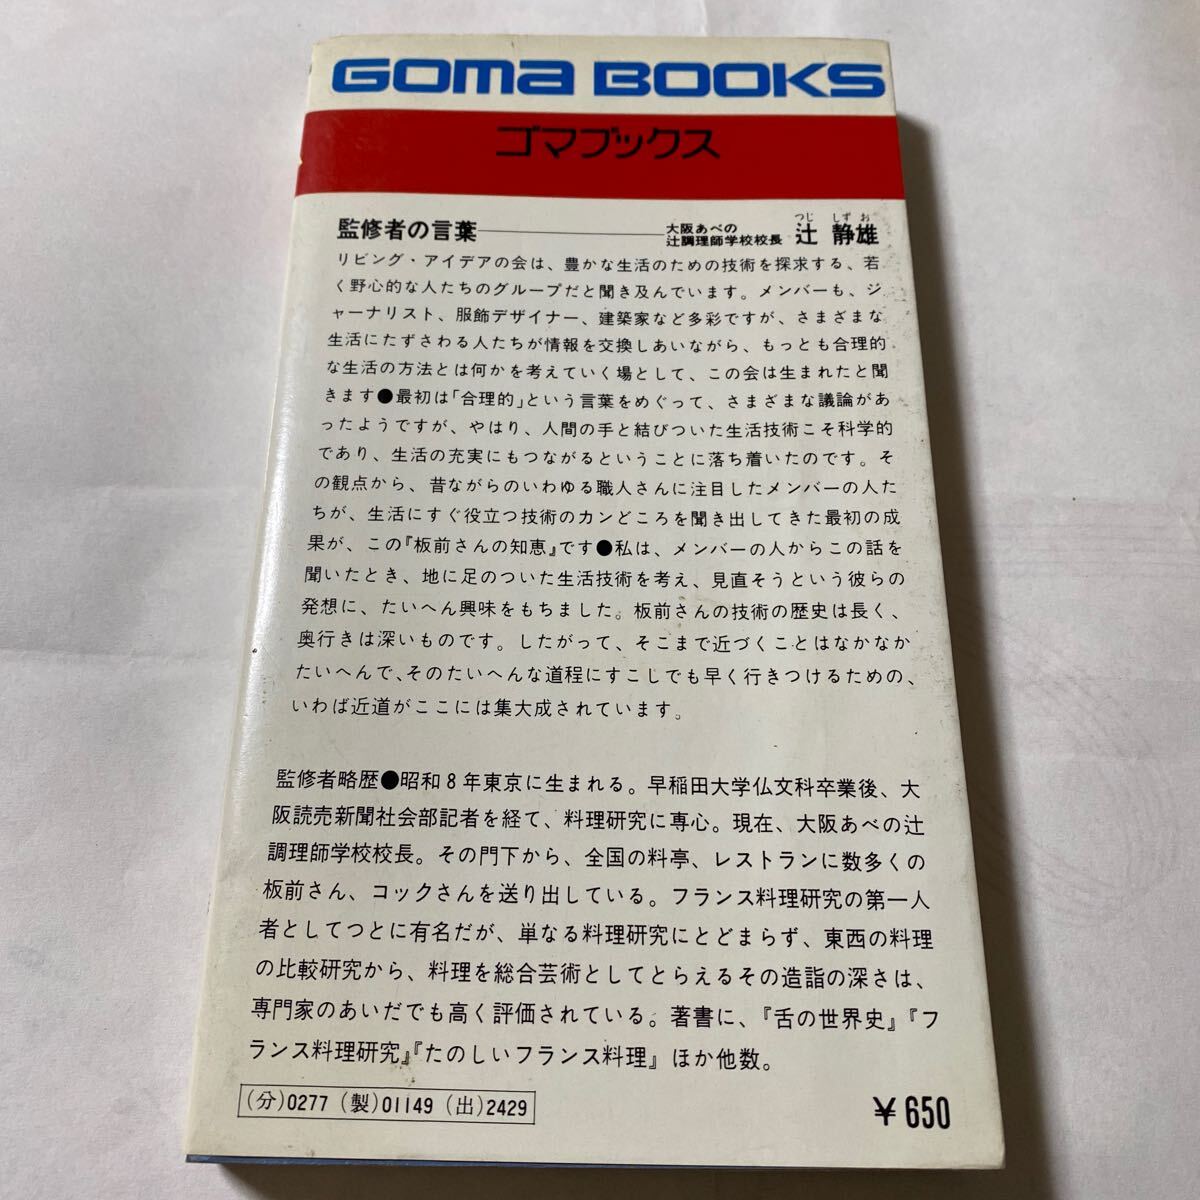 GOMA BOOKS
ゴマブックス
監修者の言葉
大阪あべの
辻調理師学校校長
つじ しずお
辻 静雄
リビング・アイデアの会は、豊かな生活のための技術を探求する、若
く野心的な人たちのグループだと聞き及んでいます。メンバーも、ジ
ャーナリスト、服飾デザイナー、建築家など多彩ですが、さまざまな
生活にたずさわる人たちが情報を交換しあいながら、もっとも合理的
な生活の方法とは何かを考えていく場として、この会は生まれたと聞
きます●最初は「合理的」という言葉をめぐって、さまざまな議論があ
ったようですが、やはり、人間の手と結びついた生活技術こそ科学的
であり、生活の充実にもつながるということに落ち着いたのです。そ
の観点から、昔ながらのいわゆる職人さんに注目したメンバーの人た
ちが、生活にすぐ役立つ技術のカンどころを聞き出してきた最初の成
果が、この『板前さんの知恵』です●私は、メンバーの人からこの話を
聞いたとき、地に足のついた生活技術を考え、見直そうという彼らの
発想に、たいへん興味をもちました。板前さんの技術の歴史は長く、
奥行きは深いものです。したがって、そこまで近づくことはなかなか
たいへんで、そのたいへんな道程にすこしでも早く行きつけるための、
いわば近道がここには集大成されています。
監修者略歴●昭和8年東京に生まれる。早稲田大学仏文科卒業後、大
阪読売新聞社会部記者を経て、料理研究に専心。現在、大阪あべの辻
調理師学校校長。その門下から、全国の料亭、レストランに数多くの
板前さん、コックさんを送り出している。フランス料理研究の第一人
者としてつとに有名だが、単なる料理研究にとどまらず、東西の料理
の比較研究から、料理を総合芸術としてとらえるその造詣の深さは、
専門家のあいだでも高く評価されている。著書に、『舌の世界史』『フ
ランス料理研究』『たのしいフランス料理』ほか他数。
(分)0277 (製)01149 (出)2429
￥650